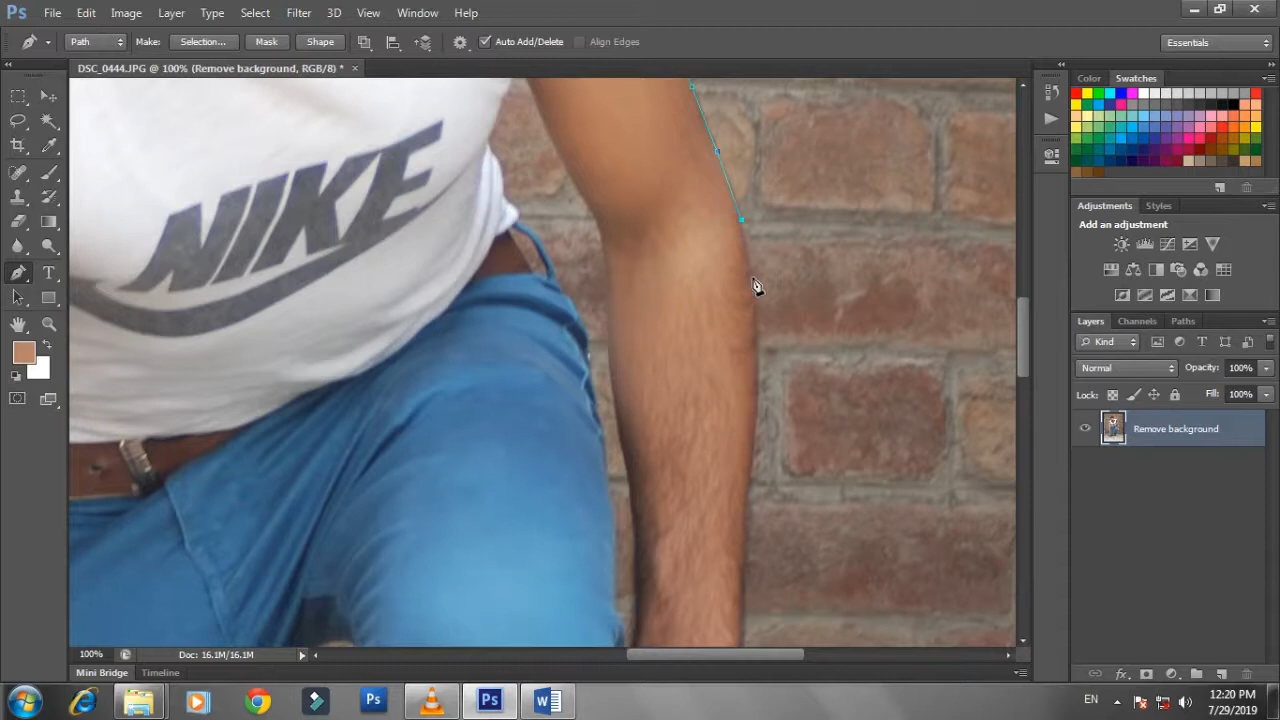 Ps File Edit Image Layer Type Select Filter 3D View Window Help
Path Make: Selection... Mask Shape Auto Add/Delete Align Edges Essentials
DSC_0444.JPG @ 100% (Remove background, RGB/8) * ×
Color Swatches
NIKE
Adjustments Styles
Add an adjustment
Layers Channels Paths
Kind
Normal Opacity: 100%
Lock: Fill: 100%
Remove background
100% Doc: 16.1M/16.1M
Mini Bridge Timeline
EN 12:20 PM
7/29/2019